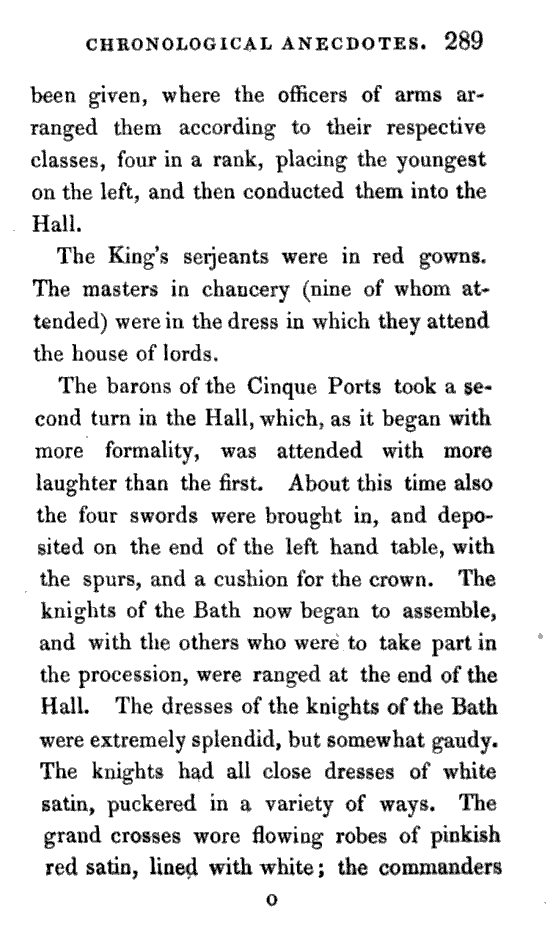 CHRONOLOGICAL ANECDOTES. 289
been given, where the officers of arms ar-
ranged them according to their respective
classes, four in a rank, placing the youngest
on the left, and then conducted them into the
Hall.
The King's serjeants were in red gowns.
The masters in chancery (nine of whom at-
tended) were in the dress in which they attend
the house of lords.
The barons of the Cinque Ports took a se-
cond turn in the Hall, which, as it began with
more formality, was attended with more
laughter than the first. About this time also
the four swords were brought in, and depo-
sited on the end of the left hand table, with
the spurs, and a cushion for the crown. The
knights of the Bath now began to assemble,
and with the others who were to take part in
the procession, were ranged at the end of the
Hall. The dresses of the knights of the Bath
were extremely splendid, but somewhat gaudy.
The knights had all close dresses of white
satin, puckered in a variety of ways. The
grand crosses wore flowing robes of pinkish
red satin, lined with white; the commanders
O